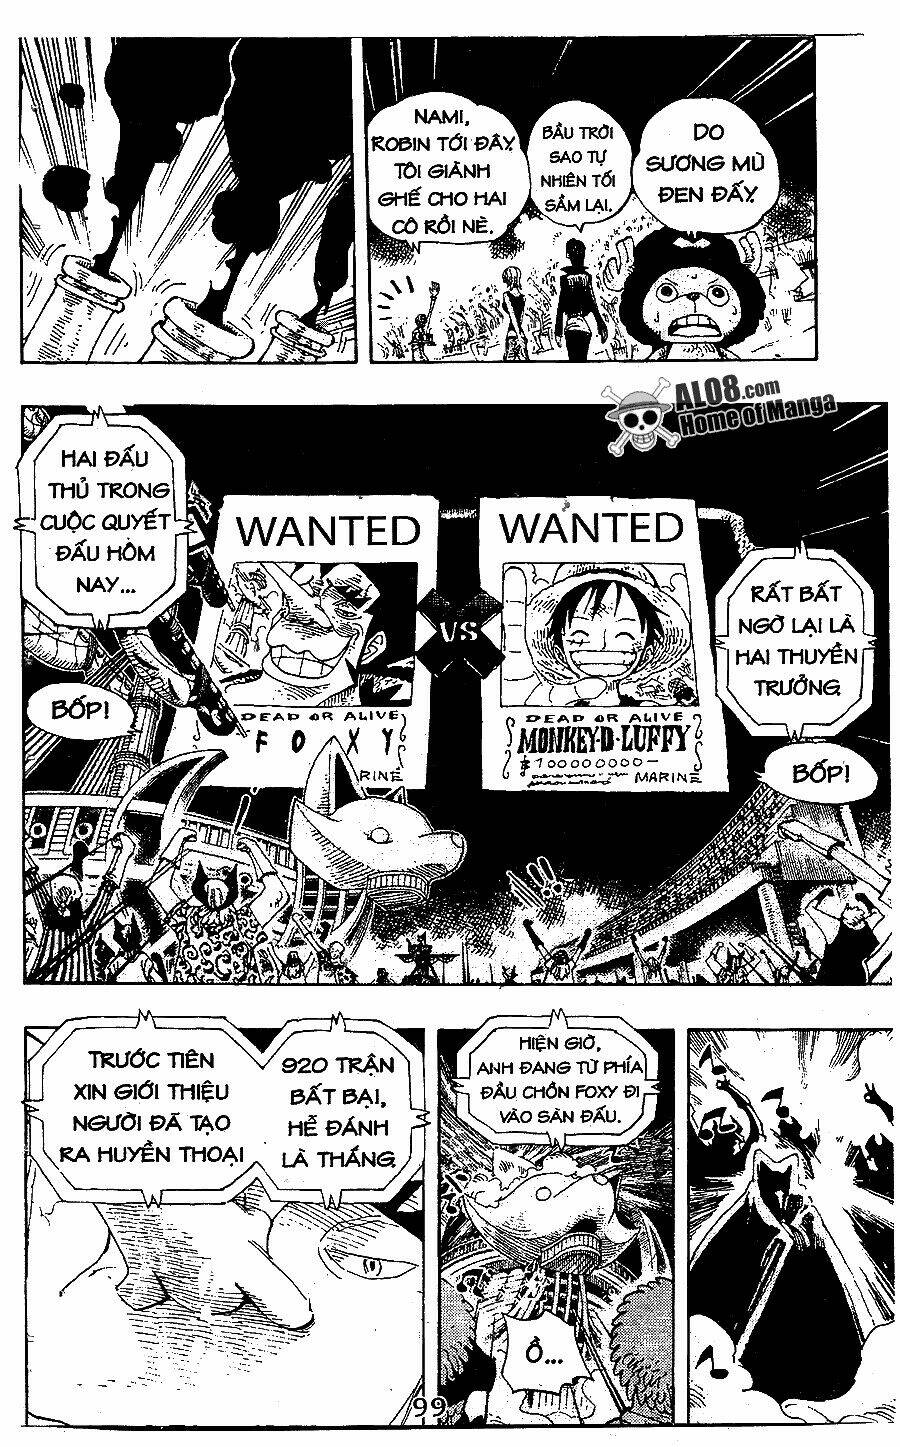 NAMI,
ROBIN TỚI ĐÂY
TÔI GIÀNH
GHẾ CHO HAI
CÔ RỒI NÈ.
BẦU TRỜI
SAO TỰ
NHIÊN TỐI
SẦM LẠI.
DO
SƯƠNG MÙ
ĐEN ĐẤY.
AL08.com
Home of Manga
HAI ĐẤU
THỦ TRONG
CUỘC QUYẾT
ĐẤU HÔM
NAY...
BỐP!
WANTED
DEAD OR ALIVE
FOXY
MARINE
VS
WANTED
DEAD OR ALIVE
MONKEY·D·LUFFY
฿100000000-
MARINE
RẤT BẤT
NGỜ LẠI LÀ
HAI THUYỀN
TRƯỞNG.
BỐP!
TRƯỚC TIÊN
XIN GIỚI THIỆU
NGƯỜI ĐÃ TẠO
RA HUYỀN THOẠI
920 TRẬN
BẤT BẠI,
HỄ ĐÁNH
LÀ THẮNG.
HIỆN GIỜ,
ANH ĐANG TỪ PHÍA
ĐẦU CHỒN FOXY ĐI
VÀO SÀN ĐẤU.
Ồ...
99